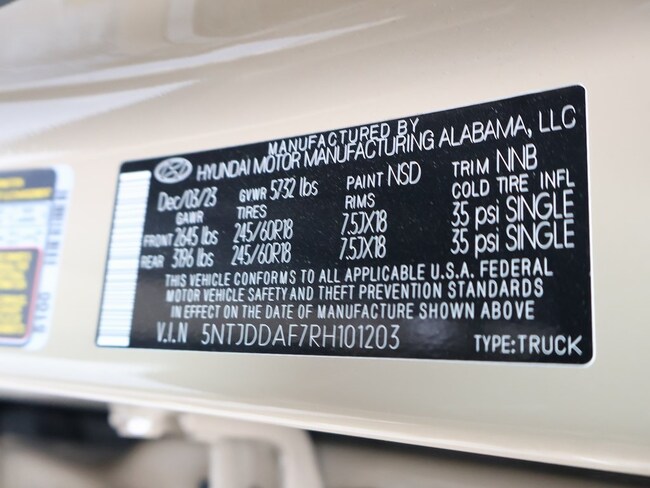 MANUFACTURED BY
HYUNDAI MOTOR MANUFACTURING ALABAMA, LLC
Dec/03/23 GVWR 5732 lbs PAINT NSD TRIM NNB
GAWR TIRES RIMS COLD TIRE INFL
FRONT 2645 lbs 245/60R18 7.5JX18 35 psi SINGLE
REAR 3196 lbs 245/60R18 7.5JX18 35 psi SINGLE
THIS VEHICLE CONFORMS TO ALL APPLICABLE U.S.A. FEDERAL
MOTOR VEHICLE SAFETY AND THEFT PREVENTION STANDARDS
IN EFFECT ON THE DATE OF MANUFACTURE SHOWN ABOVE
V.I.N 5NTJDDAF7RH101203 TYPE:TRUCK